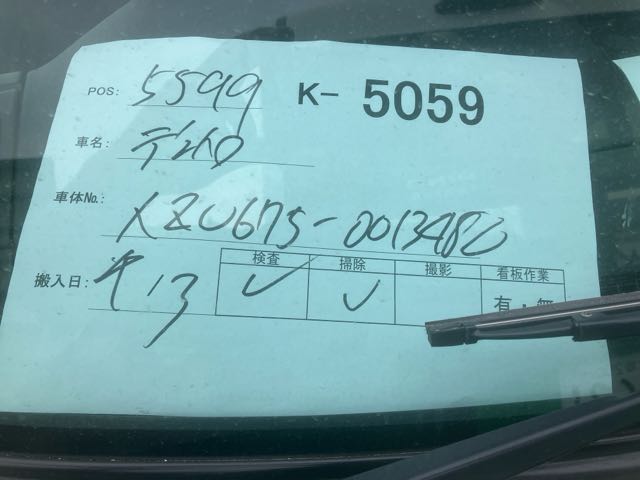 POS: 5599 K-5059
車名: デュトロ
車体No.: XZU675-0013480
搬入日: 4/13
検査 掃除 撮影 看板作業
✓ ✓ 有・無